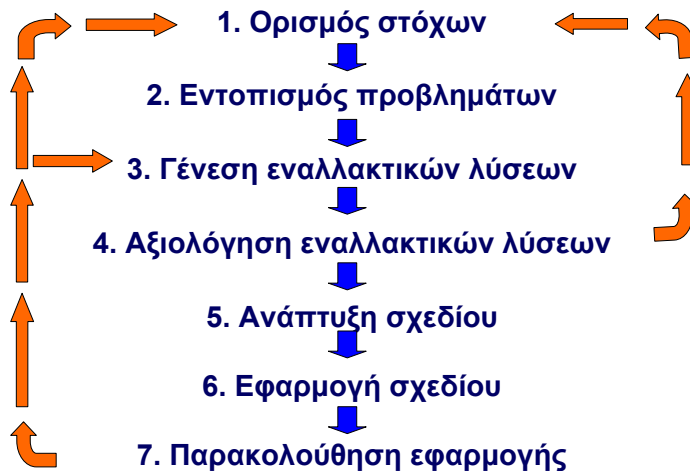 1. Ορισμός στόχων
2. Εντοπισμός προβλημάτων
3. Γένεση εναλλακτικών λύσεων
4. Αξιολόγηση εναλλακτικών λύσεων
5. Ανάπτυξη σχεδίου
6. Εφαρμογή σχεδίου
7. Παρακολούθηση εφαρμογής